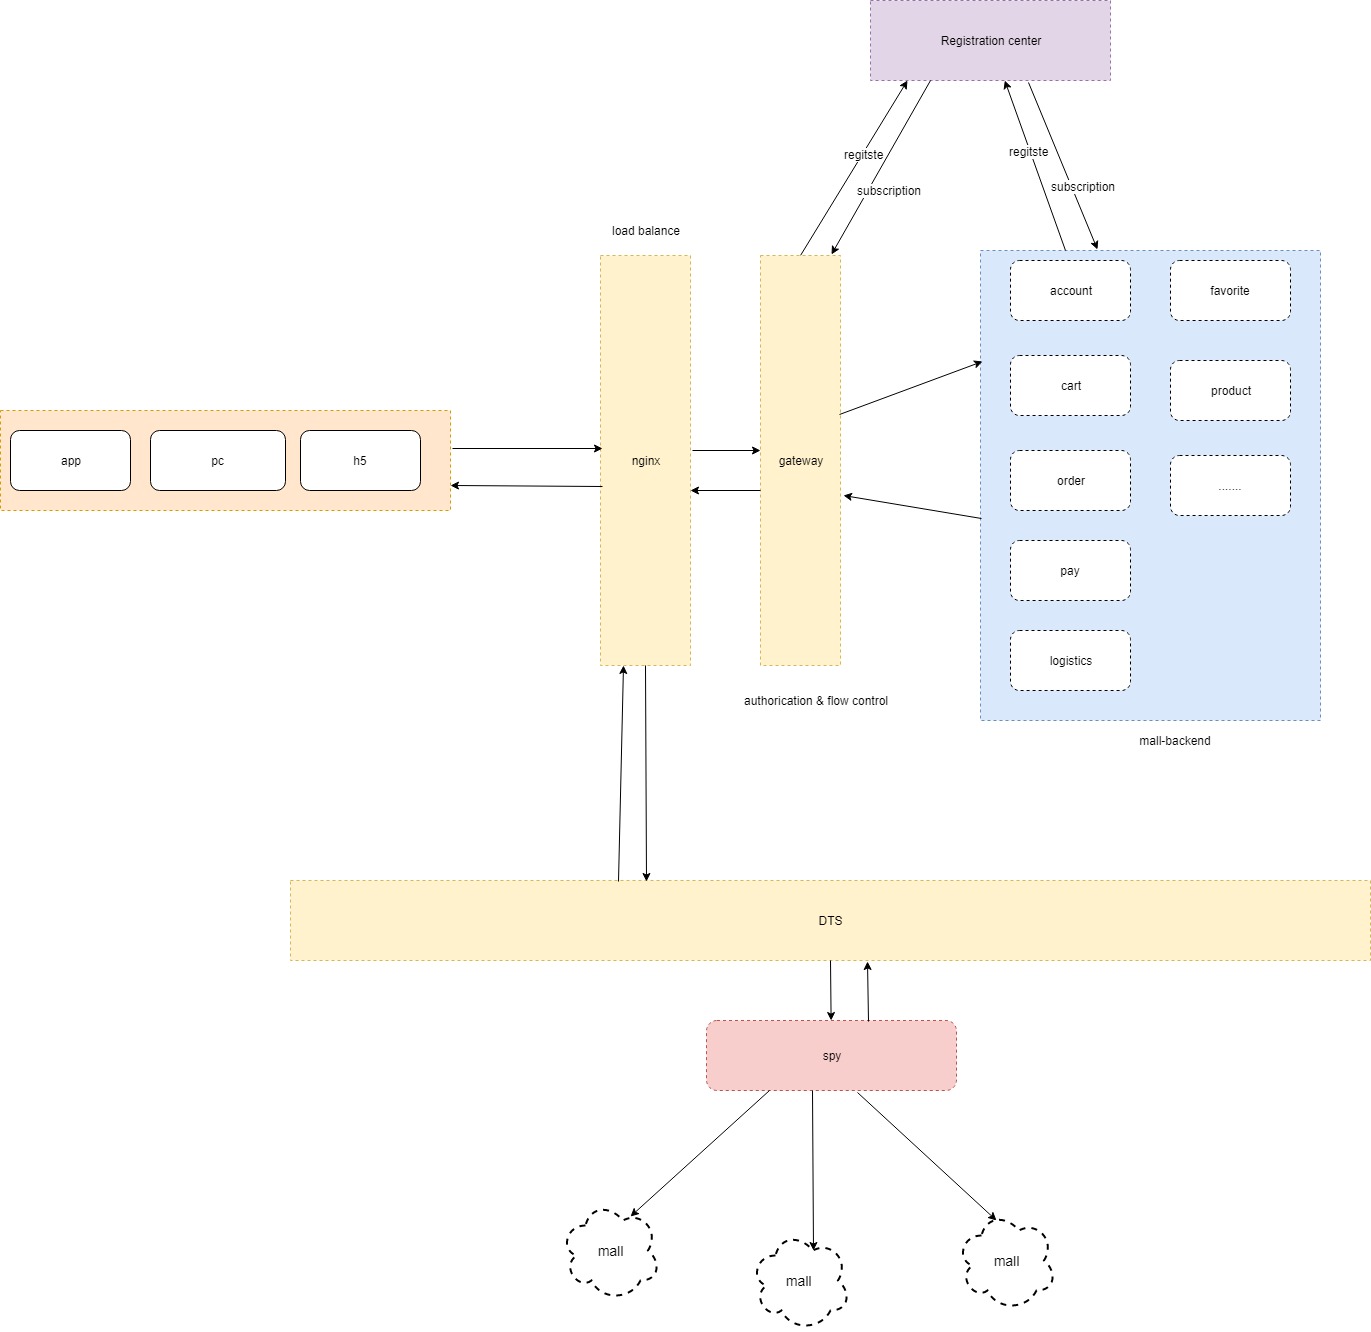 Registration center
regitste
regitste
subscription
subscription
load balance
account
favorite
cart
product
app
pc
h5
nginx
gateway
order
.......
pay
logistics
authorication & flow control
mall-backend
DTS
spy
mall
mall
mall